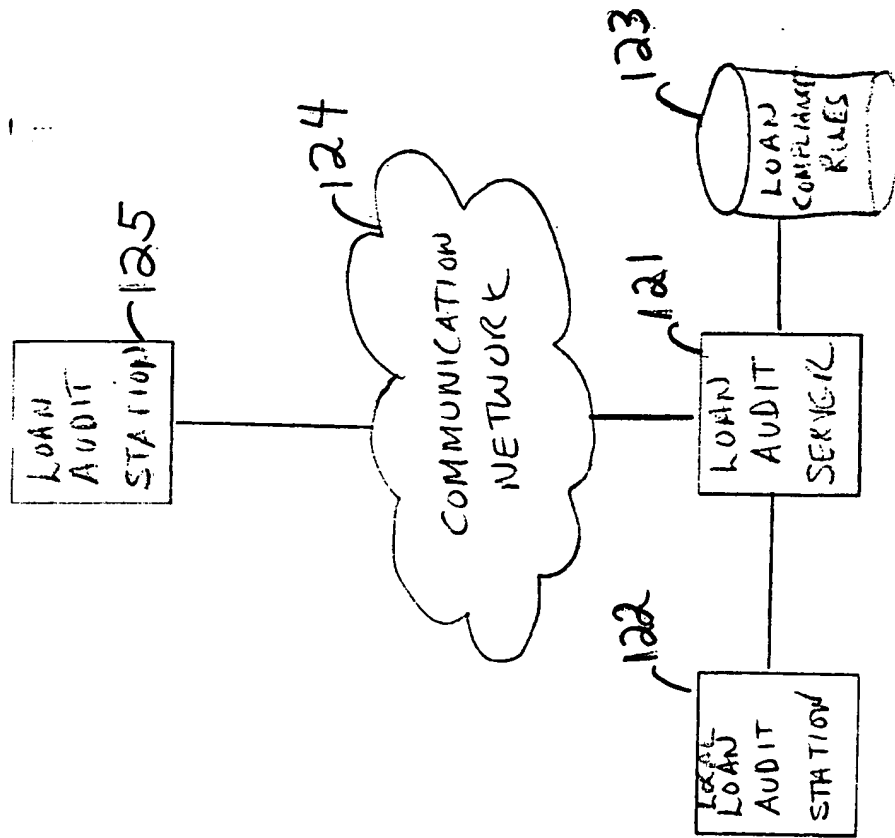 125
LOAN
AUDIT
STATION
124
COMMUNICATION
NETWORK
122
LOCAL
LOAN
AUDIT
STATION
121
LOAN
AUDIT
SERVER
123
LOAN
COMPLIANCE
RULES